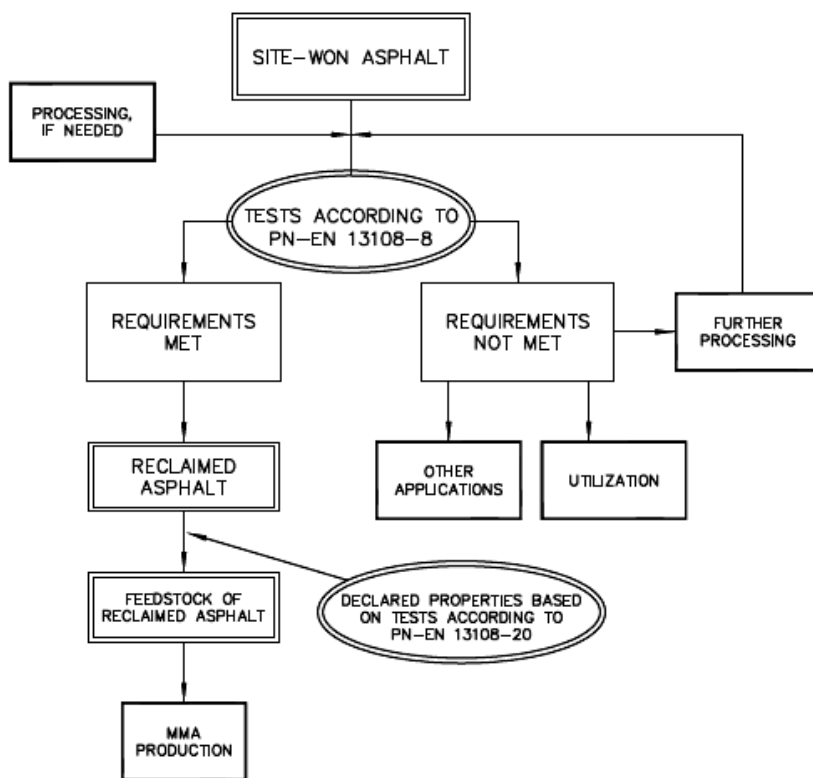 SITE-WON ASPHALT
PROCESSING,
IF NEEDED
TESTS ACCORDING TO
PN-EN 13108-8
REQUIREMENTS
MET
REQUIREMENTS
NOT MET
FURTHER
PROCESSING
RECLAIMED
ASPHALT
OTHER
APPLICATIONS
UTILIZATION
FEEDSTOCK OF
RECLAIMED ASPHALT
DECLARED PROPERTIES BASED
ON TESTS ACCORDING TO
PN-EN 13108-20
MMA
PRODUCTION